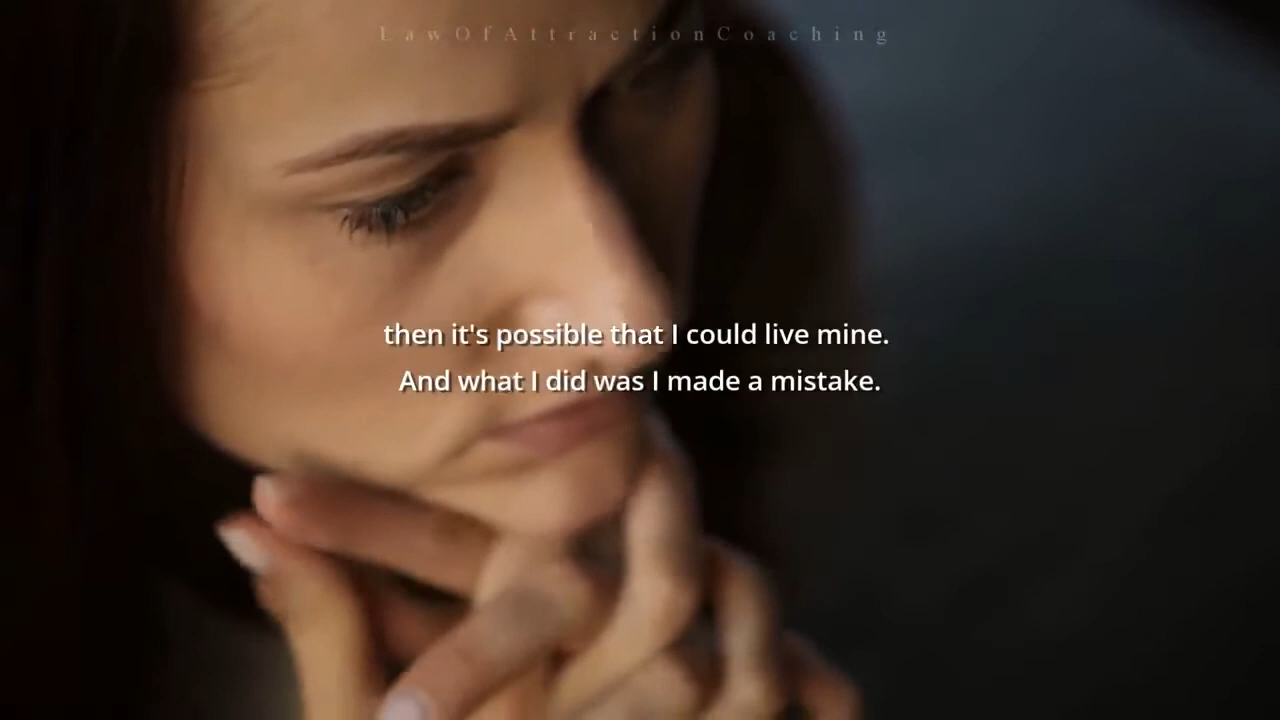 LawOfAttractionCoaching
then it's possible that I could live mine.
And what I did was I made a mistake.